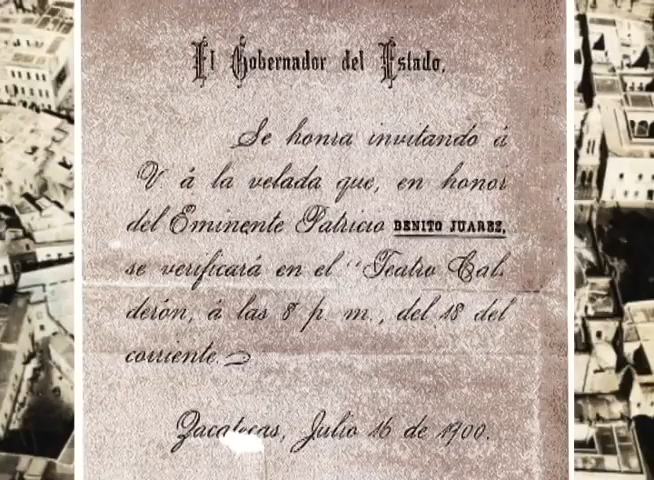 El Gobernador del Estado,
Se honra invitando á
V á la velada que, en honor
del Eminente Patricio BENITO JUAREZ,
se verificará en el "Teatro Cal-
derón, á las 8 p. m., del 18 del
corriente.
Zacatecas, Julio 16 de 1900.